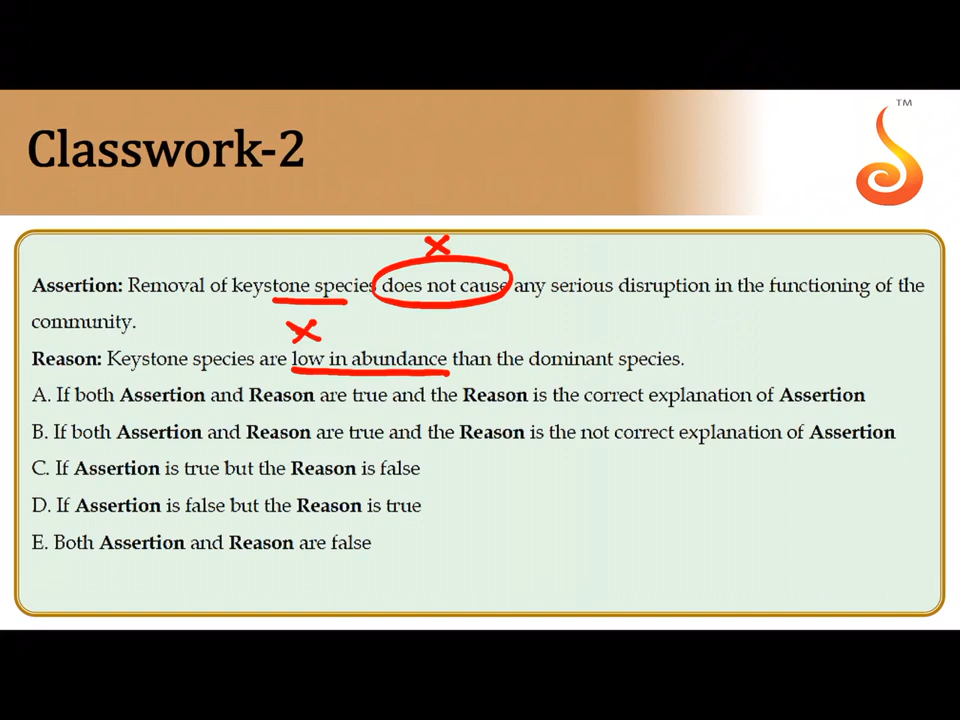 TM
Classwork-2
Assertion: Removal of keystone species does not cause any serious disruption in the functioning of the
community.
Reason: Keystone species are low in abundance than the dominant species.
A. If both Assertion and Reason are true and the Reason is the correct explanation of Assertion
B. If both Assertion and Reason are true and the Reason is the not correct explanation of Assertion
C. If Assertion is true but the Reason is false
D. If Assertion is false but the Reason is true
E. Both Assertion and Reason are false